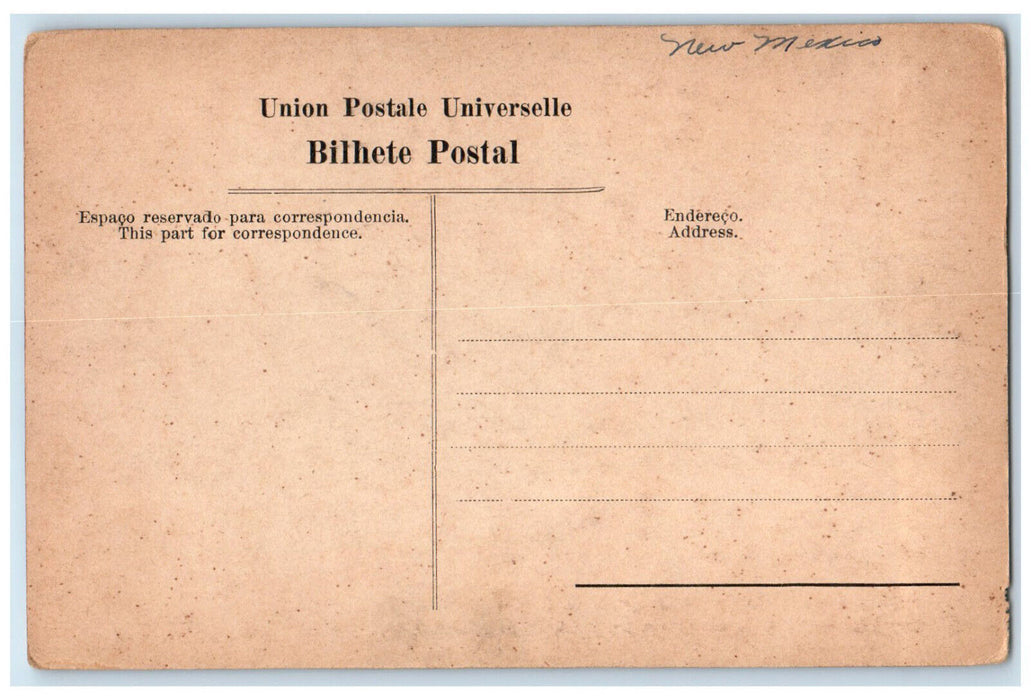 New Mexico
Union Postale Universelle
Bilhete Postal
Espaço reservado para correspondencia.
This part for correspondence.
Endereço.
Address.